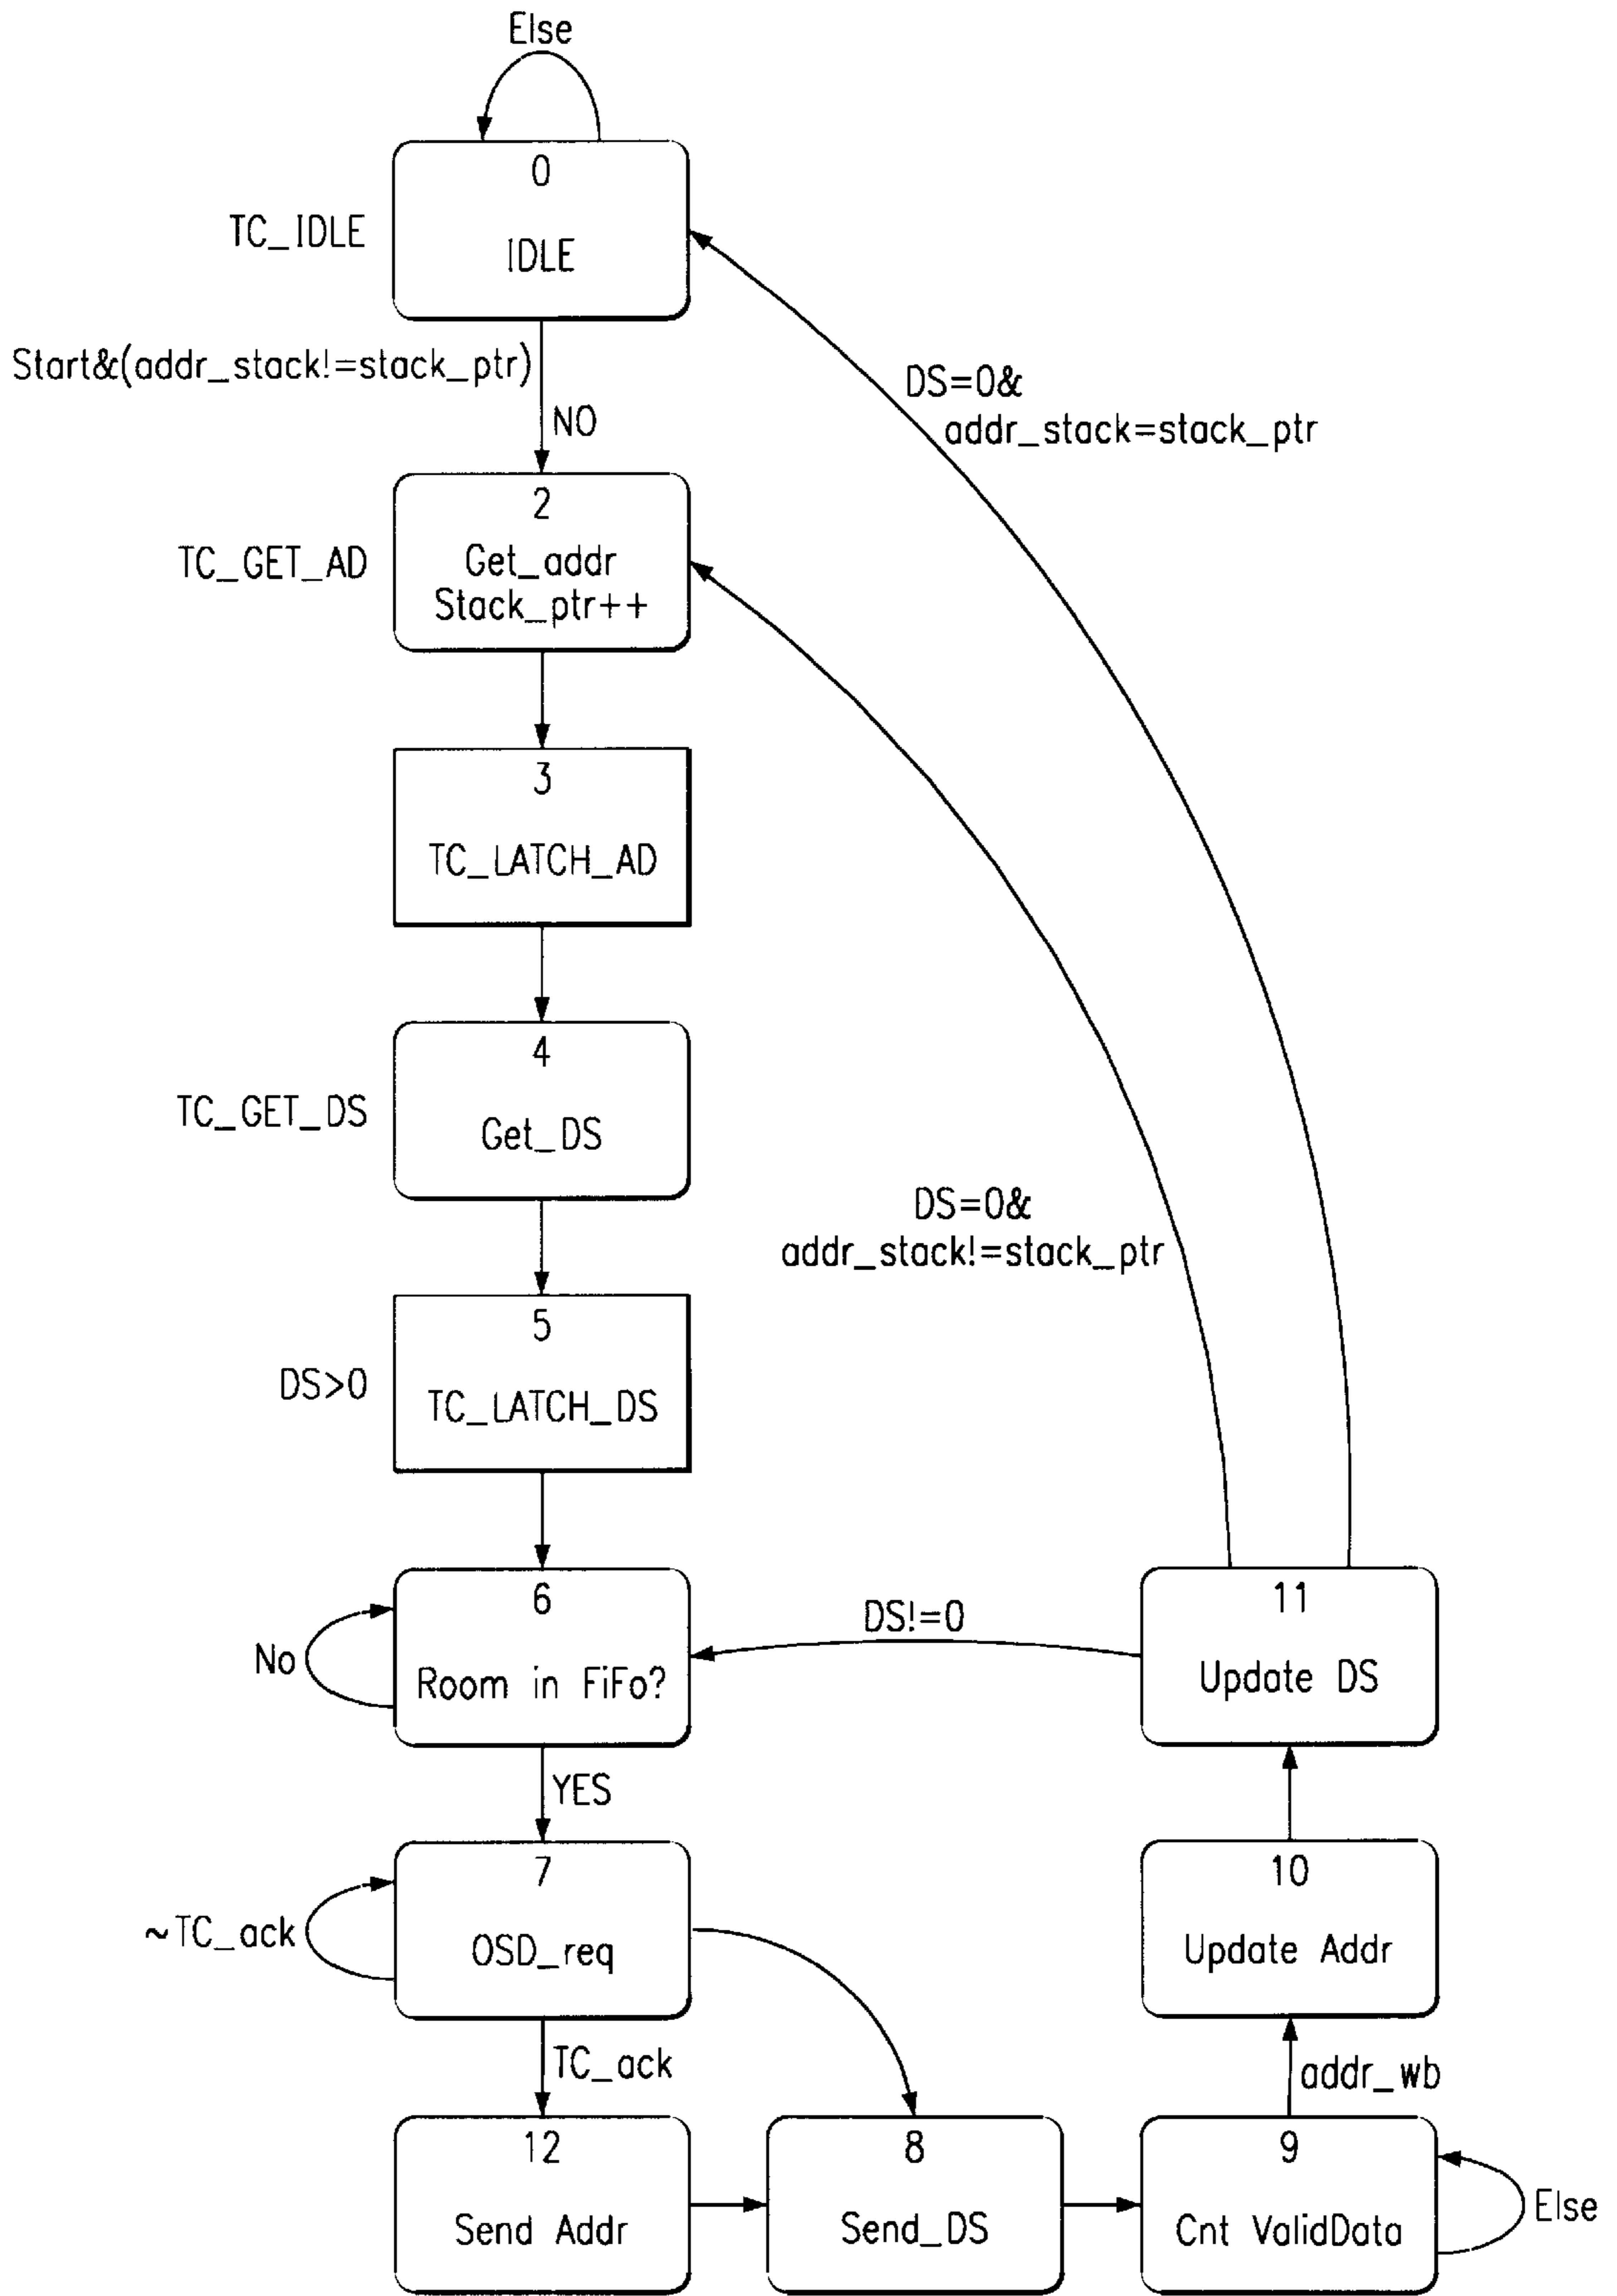 Else
0
TC_IDLE
IDLE
Start&(addr_stack!=stack_ptr)
NO
DS=0&
addr_stack=stack_ptr
2
TC_GET_AD
Get_addr
Stack_ptr++
3
TC_LATCH_AD
4
TC_GET_DS
Get_DS
DS=0&
addr_stack!=stack_ptr
5
DS>0
TC_LATCH_DS
6
No
Room in FiFo?
DS!=0
11
Update DS
YES
7
~TC_ack
OSD_req
10
Update Addr
TC_ack
addr_wb
12
Send Addr
8
Send_DS
9
Cnt ValidData
Else